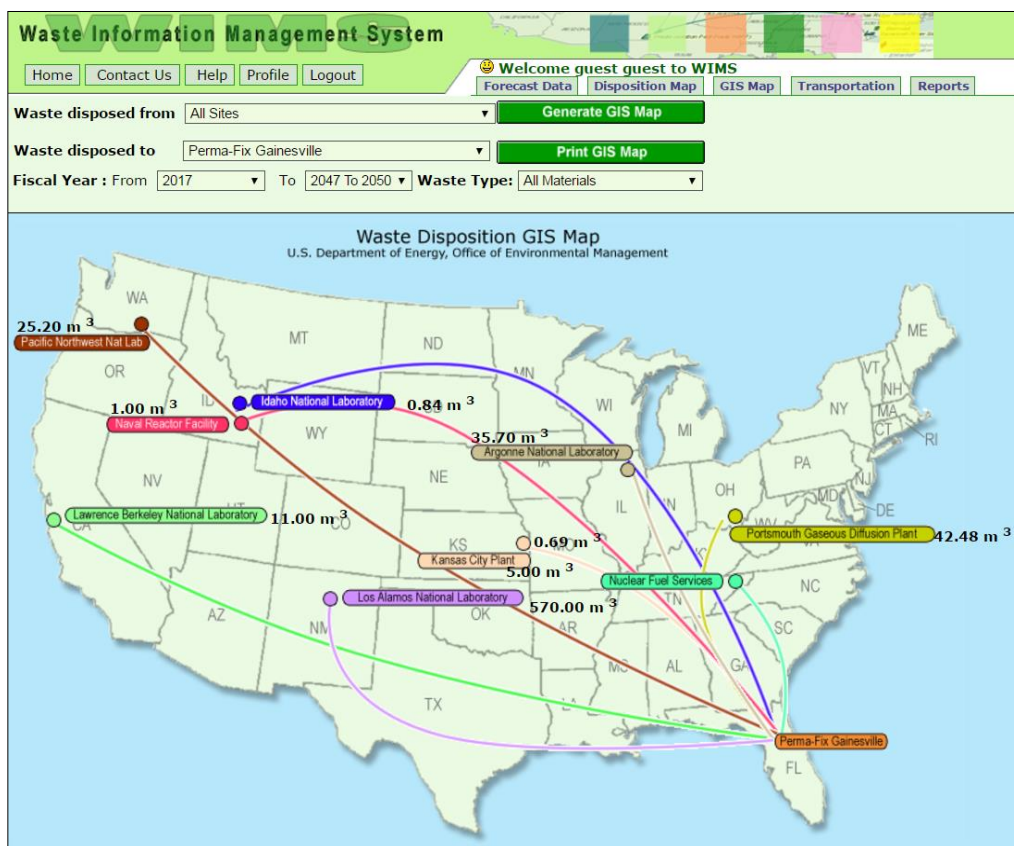 Waste Information Management System
Home Contact Us Help Profile Logout
Welcome guest guest to WIMS
Forecast Data Disposition Map GIS Map Transportation Reports
Waste disposed from All Sites Generate GIS Map
Waste disposed to Perma-Fix Gainesville Print GIS Map
Fiscal Year : From 2017 To 2047 To 2050 Waste Type: All Materials
Waste Disposition GIS Map
U.S. Department of Energy, Office of Environmental Management
WA
MT
ND
ME
25.20 m 3
Pacific Northwest Nat Lab
OR
MN
VT
NH
ID
Idaho National Laboratory
0.84 m 3
1.00 m 3
Naval Reactor Facility
WI
NY
MA
CT
RI
WY
MI
35.70 m 3
Argonne National Laboratory
IA
PA
NJ
NV
NE
OH
MD
DE
IL
IN
Lawrence Berkeley National Laboratory
11.00 m 3
CO
CA
WV
Portsmouth Gaseous Diffusion Plant
42.48 m 3
KS
0.69 m 3
MO
Kansas City Plant
5.00 m 3
Nuclear Fuel Services
NC
Los Alamos National Laboratory
570.00 m 3
TN
AZ
NM
OK
AR
SC
MS
AL
GA
TX
LA
Perma-Fix Gainesville
FL